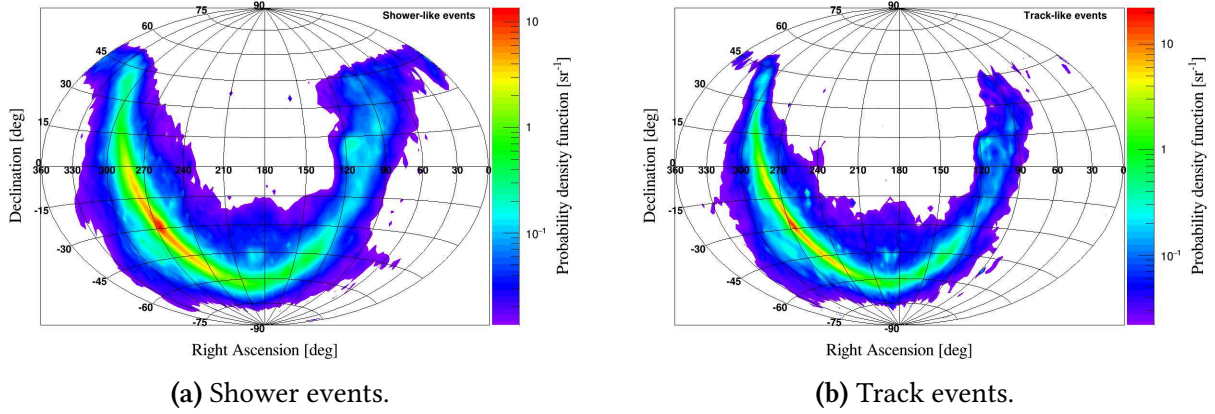 90
Shower-like events
75
60
45
30
15
0
360 330 300 270 240 210 180 150 120 90 60 30 0
-15
-30
-45
-60
-75
-90
Declination [deg]
Right Ascension [deg]
10
1
10⁻¹
Probability density function [sr⁻¹]
(a) Shower events.
90
Track-like events
75
60
45
30
15
0
360 330 300 270 240 210 180 150 120 90 60 30 0
-15
-30
-45
-60
-75
-90
Declination [deg]
Right Ascension [deg]
10
1
10⁻¹
Probability density function [sr⁻¹]
(b) Track events.